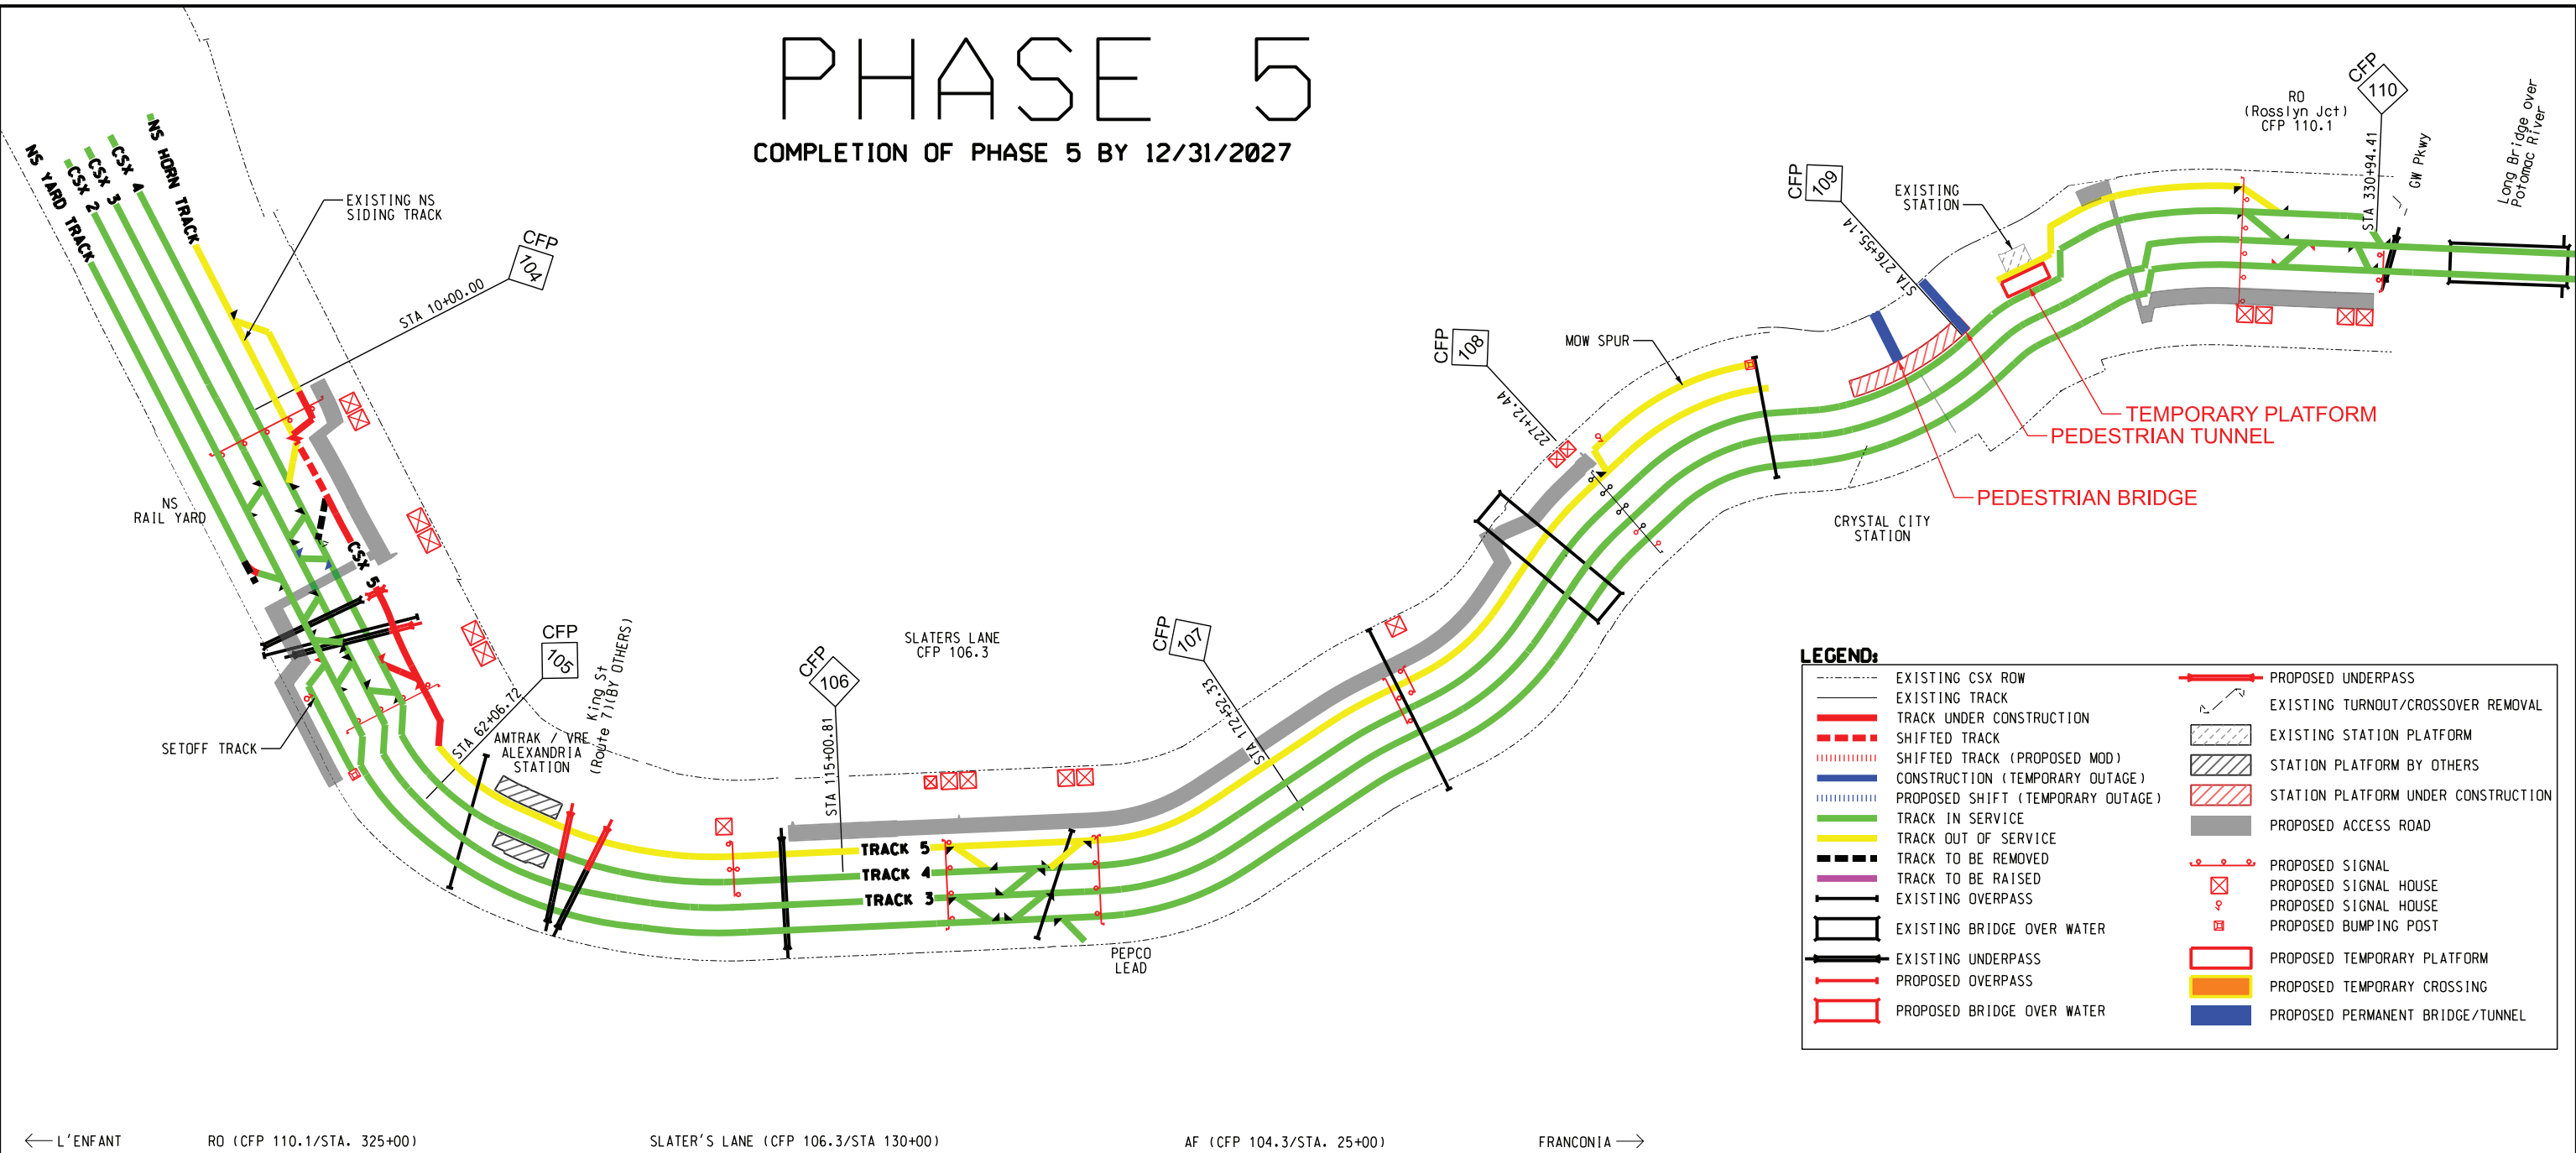 PHASE 5
COMPLETION OF PHASE 5 BY 12/31/2027
NS YARD TRACK
CSX 2
CSX 3
CSX 4
NS HORN TRACK
EXISTING NS
SIDING TRACK
CFP
104
STA 10+00.00
NS
RAIL YARD
CSX 5
SETOFF TRACK
CFP
105
STA 62+06.72
AMTRAK / VRE
ALEXANDRIA
STATION
King St
(Route 7)(BY OTHERS)
CFP
106
STA 115+00.81
SLATERS LANE
CFP 106.3
TRACK 5
TRACK 4
TRACK 3
PEPCO
LEAD
CFP
107
STA 172+52.33
CFP
108
227+12.44
MOW SPUR
CFP
109
STA 276+55.14
EXISTING
STATION
CRYSTAL CITY
STATION
TEMPORARY PLATFORM
PEDESTRIAN TUNNEL
PEDESTRIAN BRIDGE
RO
(Rosslyn Jct)
CFP 110.1
CFP
110
STA 330+94.41
GW Pkwy
Long Bridge over
Potomac River
LEGEND:
EXISTING CSX ROW
EXISTING TRACK
TRACK UNDER CONSTRUCTION
SHIFTED TRACK
SHIFTED TRACK (PROPOSED MOD)
CONSTRUCTION (TEMPORARY OUTAGE)
PROPOSED SHIFT (TEMPORARY OUTAGE)
TRACK IN SERVICE
TRACK OUT OF SERVICE
TRACK TO BE REMOVED
TRACK TO BE RAISED
EXISTING OVERPASS
EXISTING BRIDGE OVER WATER
EXISTING UNDERPASS
PROPOSED OVERPASS
PROPOSED BRIDGE OVER WATER
PROPOSED UNDERPASS
EXISTING TURNOUT/CROSSOVER REMOVAL
EXISTING STATION PLATFORM
STATION PLATFORM BY OTHERS
STATION PLATFORM UNDER CONSTRUCTION
PROPOSED ACCESS ROAD
PROPOSED SIGNAL
PROPOSED SIGNAL HOUSE
PROPOSED SIGNAL HOUSE
PROPOSED BUMPING POST
PROPOSED TEMPORARY PLATFORM
PROPOSED TEMPORARY CROSSING
PROPOSED PERMANENT BRIDGE/TUNNEL
L'ENFANT
RO (CFP 110.1/STA. 325+00)
SLATER'S LANE (CFP 106.3/STA 130+00)
AF (CFP 104.3/STA. 25+00)
FRANCONIA